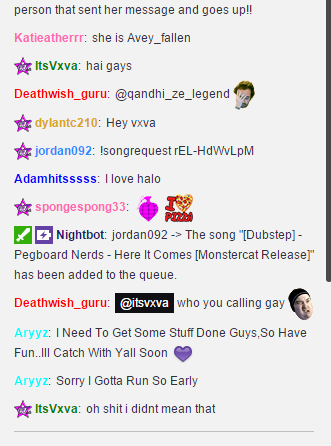 person that sent her message and goes up!!
Katieatherrr: she is Avey_fallen
ItsVxva: hai gays
Deathwish_guru: @qandhi_ze_legend
dylantc210: Hey vxva
jordan092: !songrequest rEL-HdWvLpM
Adamhitsssss: I love halo
spongespong33: I PIZZA
Nightbot: jordan092 -> The song "[Dubstep] -
Pegboard Nerds - Here It Comes [Monstercat Release]"
has been added to the queue.
Deathwish_guru: @itsvxva who you calling gay
Aryyz: I Need To Get Some Stuff Done Guys,So Have
Fun..Ill Catch With Yall Soon
Aryyz: Sorry I Gotta Run So Early
ItsVxva: oh shit i didnt mean that